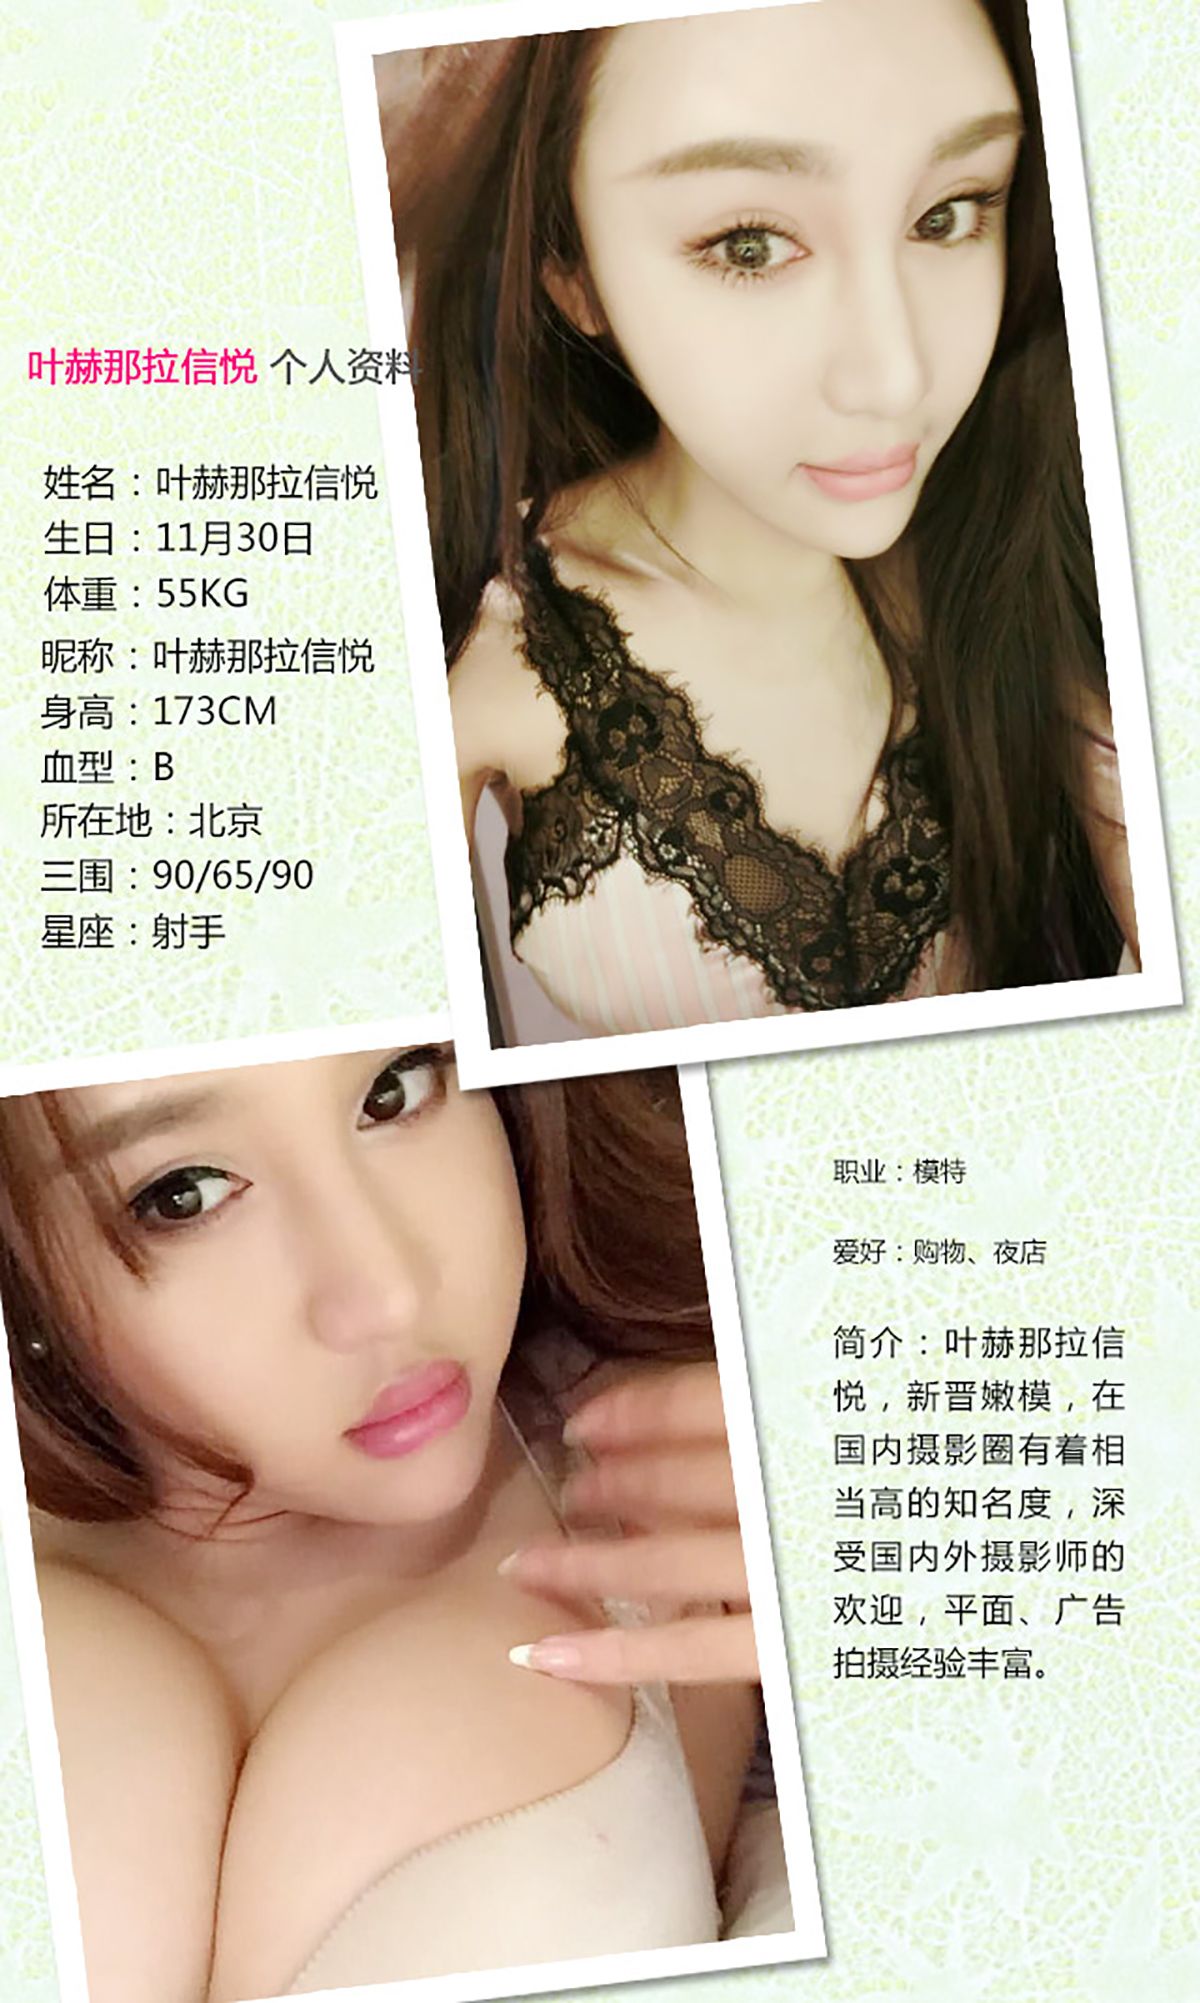 叶赫那拉信悦 个人资料
姓名：叶赫那拉信悦
生日：11月30日
体重：55KG
昵称：叶赫那拉信悦
身高：173CM
血型：B
所在地：北京
三围：90/65/90
星座：射手
职业：模特
爱好：购物、夜店
简介：叶赫那拉信
悦，新晋嫩模，在
国内摄影圈有着相
当高的知名度，深
受国内外摄影师的
欢迎，平面、广告
拍摄经验丰富。